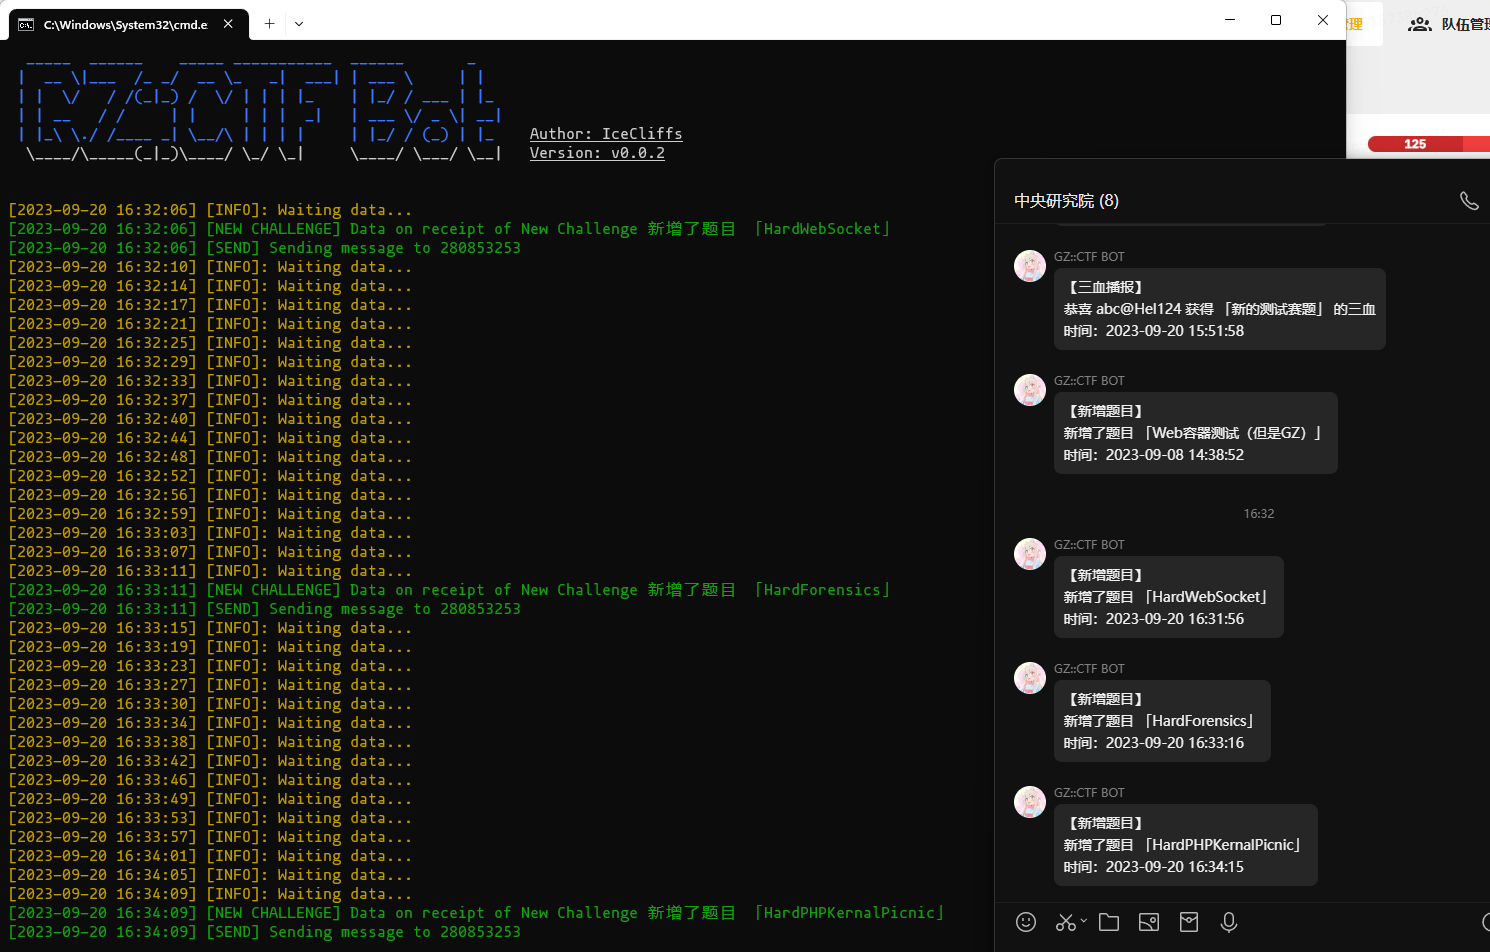 C:\Windows\System32\cmd.e
管理
队伍管理
125
GZ::CTF Bot
Author: IceCliffs
Version: v0.0.2
[2023-09-20 16:32:06] [INFO]: Waiting data...
[2023-09-20 16:32:06] [NEW CHALLENGE] Data on receipt of New Challenge 新增了题目 「HardWebSocket」
[2023-09-20 16:32:06] [SEND] Sending message to 280853253
[2023-09-20 16:32:10] [INFO]: Waiting data...
[2023-09-20 16:32:14] [INFO]: Waiting data...
[2023-09-20 16:32:17] [INFO]: Waiting data...
[2023-09-20 16:32:21] [INFO]: Waiting data...
[2023-09-20 16:32:25] [INFO]: Waiting data...
[2023-09-20 16:32:29] [INFO]: Waiting data...
[2023-09-20 16:32:33] [INFO]: Waiting data...
[2023-09-20 16:32:37] [INFO]: Waiting data...
[2023-09-20 16:32:40] [INFO]: Waiting data...
[2023-09-20 16:32:44] [INFO]: Waiting data...
[2023-09-20 16:32:48] [INFO]: Waiting data...
[2023-09-20 16:32:52] [INFO]: Waiting data...
[2023-09-20 16:32:56] [INFO]: Waiting data...
[2023-09-20 16:32:59] [INFO]: Waiting data...
[2023-09-20 16:33:03] [INFO]: Waiting data...
[2023-09-20 16:33:07] [INFO]: Waiting data...
[2023-09-20 16:33:11] [INFO]: Waiting data...
[2023-09-20 16:33:11] [NEW CHALLENGE] Data on receipt of New Challenge 新增了题目 「HardForensics」
[2023-09-20 16:33:11] [SEND] Sending message to 280853253
[2023-09-20 16:33:15] [INFO]: Waiting data...
[2023-09-20 16:33:19] [INFO]: Waiting data...
[2023-09-20 16:33:23] [INFO]: Waiting data...
[2023-09-20 16:33:27] [INFO]: Waiting data...
[2023-09-20 16:33:30] [INFO]: Waiting data...
[2023-09-20 16:33:34] [INFO]: Waiting data...
[2023-09-20 16:33:38] [INFO]: Waiting data...
[2023-09-20 16:33:42] [INFO]: Waiting data...
[2023-09-20 16:33:46] [INFO]: Waiting data...
[2023-09-20 16:33:49] [INFO]: Waiting data...
[2023-09-20 16:33:53] [INFO]: Waiting data...
[2023-09-20 16:33:57] [INFO]: Waiting data...
[2023-09-20 16:34:01] [INFO]: Waiting data...
[2023-09-20 16:34:05] [INFO]: Waiting data...
[2023-09-20 16:34:09] [INFO]: Waiting data...
[2023-09-20 16:34:09] [NEW CHALLENGE] Data on receipt of New Challenge 新增了题目 「HardPHPKernalPicnic」
[2023-09-20 16:34:09] [SEND] Sending message to 280853253
中央研究院 (8)
GZ::CTF BOT
【三血播报】
恭喜 abc@Hel124 获得 「新的测试赛题」 的三血
时间：2023-09-20 15:51:58
GZ::CTF BOT
【新增题目】
新增了题目 「Web容器测试（但是GZ）」
时间：2023-09-08 14:38:52
16:32
GZ::CTF BOT
【新增题目】
新增了题目 「HardWebSocket」
时间：2023-09-20 16:31:56
GZ::CTF BOT
【新增题目】
新增了题目 「HardForensics」
时间：2023-09-20 16:33:16
GZ::CTF BOT
【新增题目】
新增了题目 「HardPHPKernalPicnic」
时间：2023-09-20 16:34:15